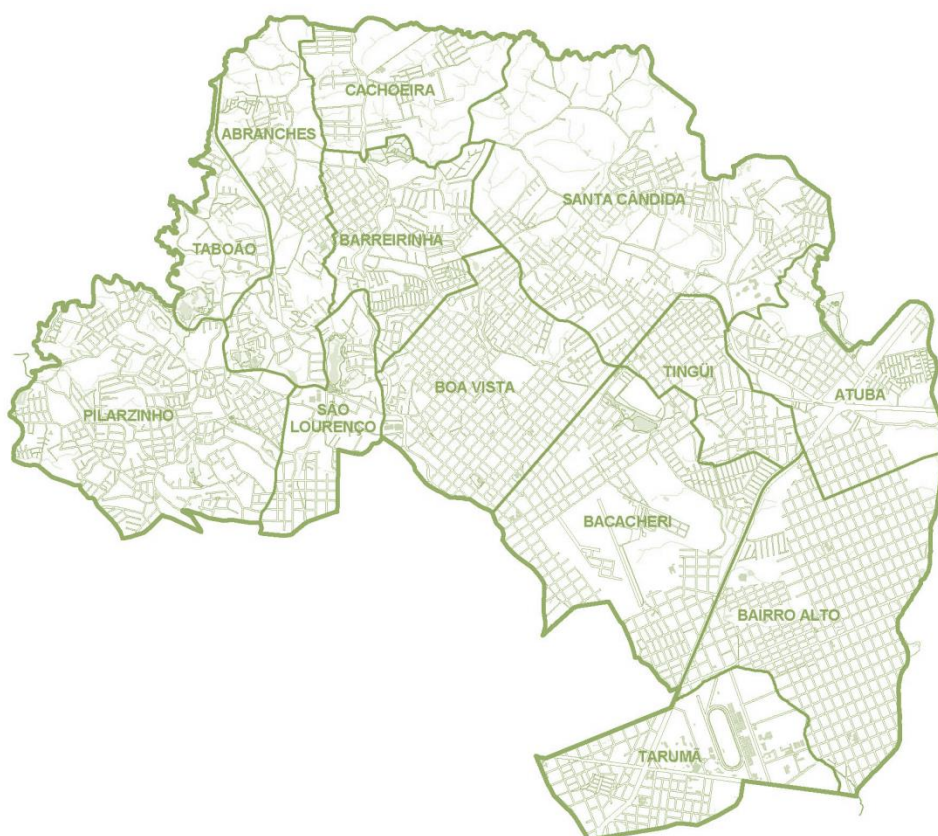 CACHOEIRA
ABRANCHES
SANTA CÂNDIDA
BARREIRINHA
TABOÃO
TINGÜI
BOA VISTA
ATUBA
SÃO
LOURENÇO
PILARZINHO
BACACHERI
BAIRRO ALTO
TARUMÃ